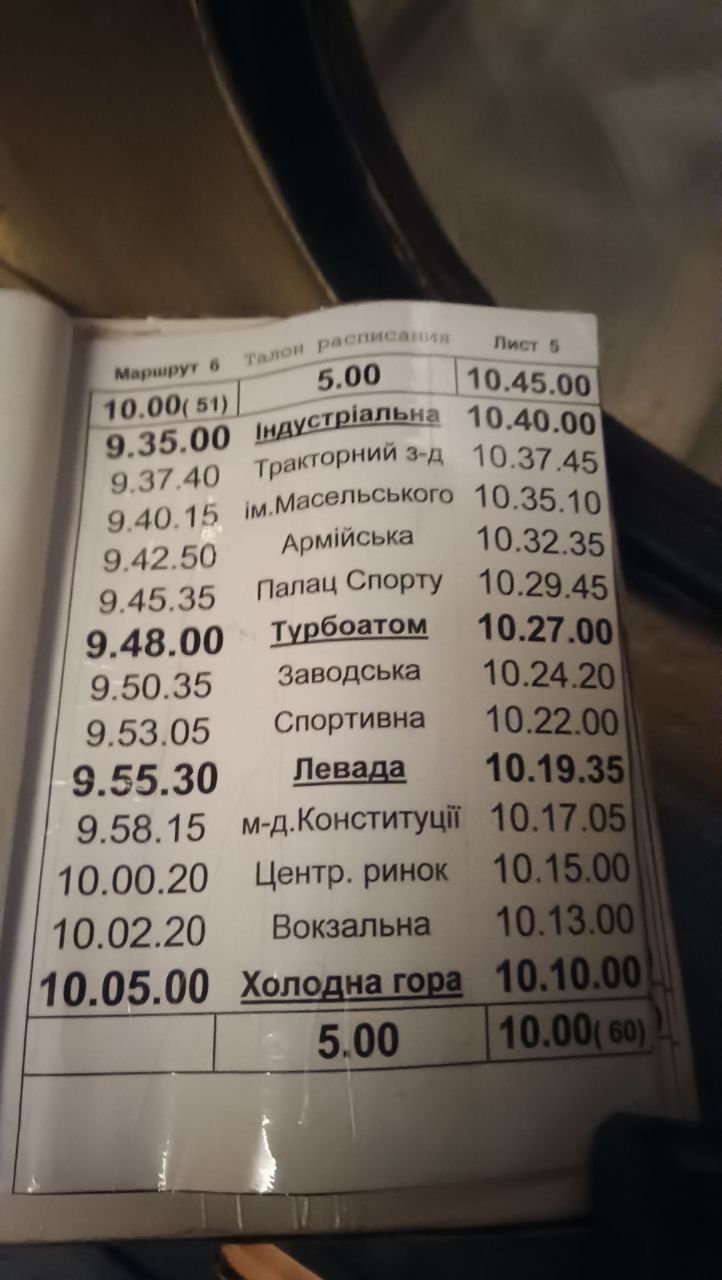 Маршрут 6 Талон расписания Лист 5
10.00( 51) 5.00 10.45.00
9.35.00 Індустріальна 10.40.00
9.37.40 Тракторний з-д 10.37.45
9.40.15 ім.Масельського 10.35.10
9.42.50 Армійська 10.32.35
9.45.35 Палац Спорту 10.29.45
9.48.00 Турбоатом 10.27.00
9.50.35 Заводська 10.24.20
9.53.05 Спортивна 10.22.00
9.55.30 Левада 10.19.35
9.58.15 м-д.Конституції 10.17.05
10.00.20 Центр. ринок 10.15.00
10.02.20 Вокзальна 10.13.00
10.05.00 Холодна гора 10.10.00
5.00 10.00( 60)